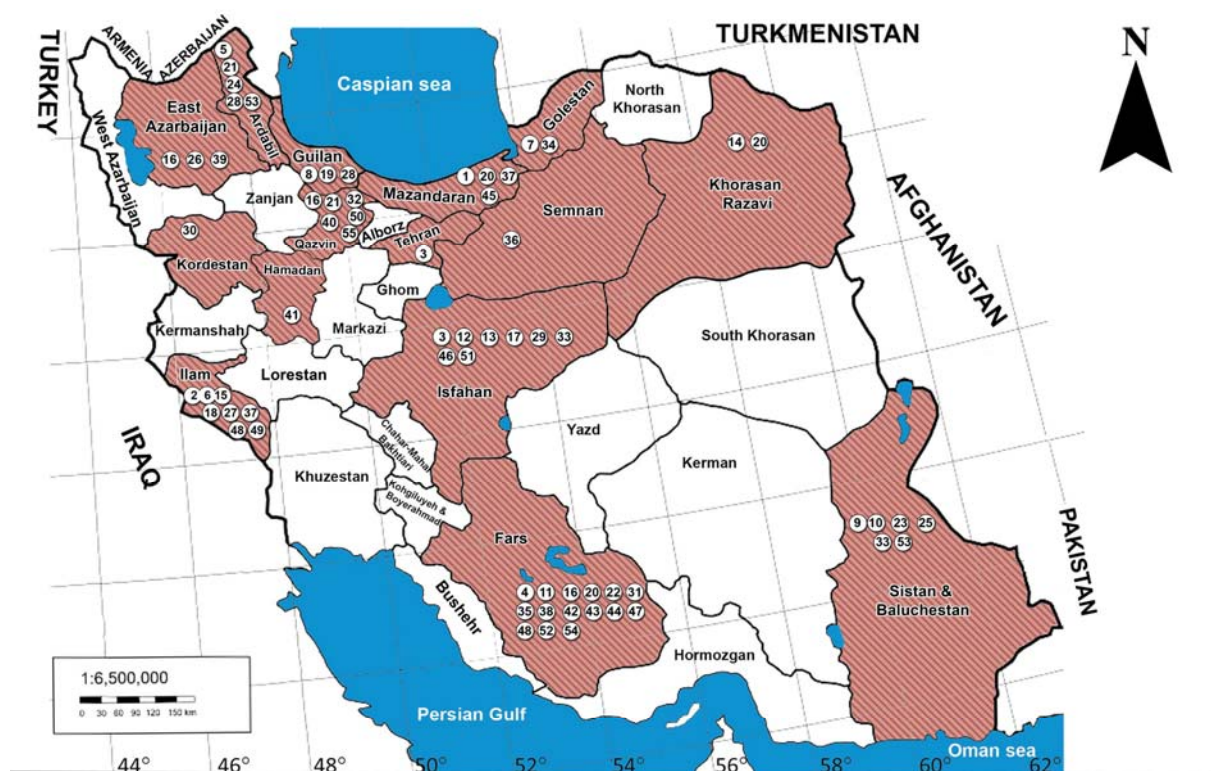 TURKMENISTAN
N
TURKEY
ARMENIA
AZERBAIJAN
Caspian sea
5
21
24
28 53
East
Azarbaijan
Ardabil
16 26 39
West Azarbaijan
Golestan
7 34
North
Khorasan
14 20
Khorasan
Razavi
AFGHANISTAN
Guilan
8 19 28
Mazandaran
1 20 37
45
Zanjan
16 21 32
40 50
55
Qazvin
Alborz
Tehran
3
Semnan
36
30
Kordestan
Hamadan
41
Ghom
Markazi
Kermanshah
3 12 13 17 29 33
46 51
Isfahan
South Khorasan
Ilam
2 6 15
18 27 37
48 49
Lorestan
IRAQ
Chahar-Mahal
Bakhtiari
Yazd
Kerman
Khuzestan
Kohgiluyeh &
Boyerahmad
9 10 23 25
33 53
Sistan &
Baluchestan
PAKISTAN
Fars
4 11 16 20 22 31
35 38 42 43 44 47
48 52 54
Bushehr
Hormozgan
1:6,500,000
0 30 60 90 120 150 km
Persian Gulf
Oman sea
44° 46° 48° 50° 52° 54° 56° 58° 60° 62°